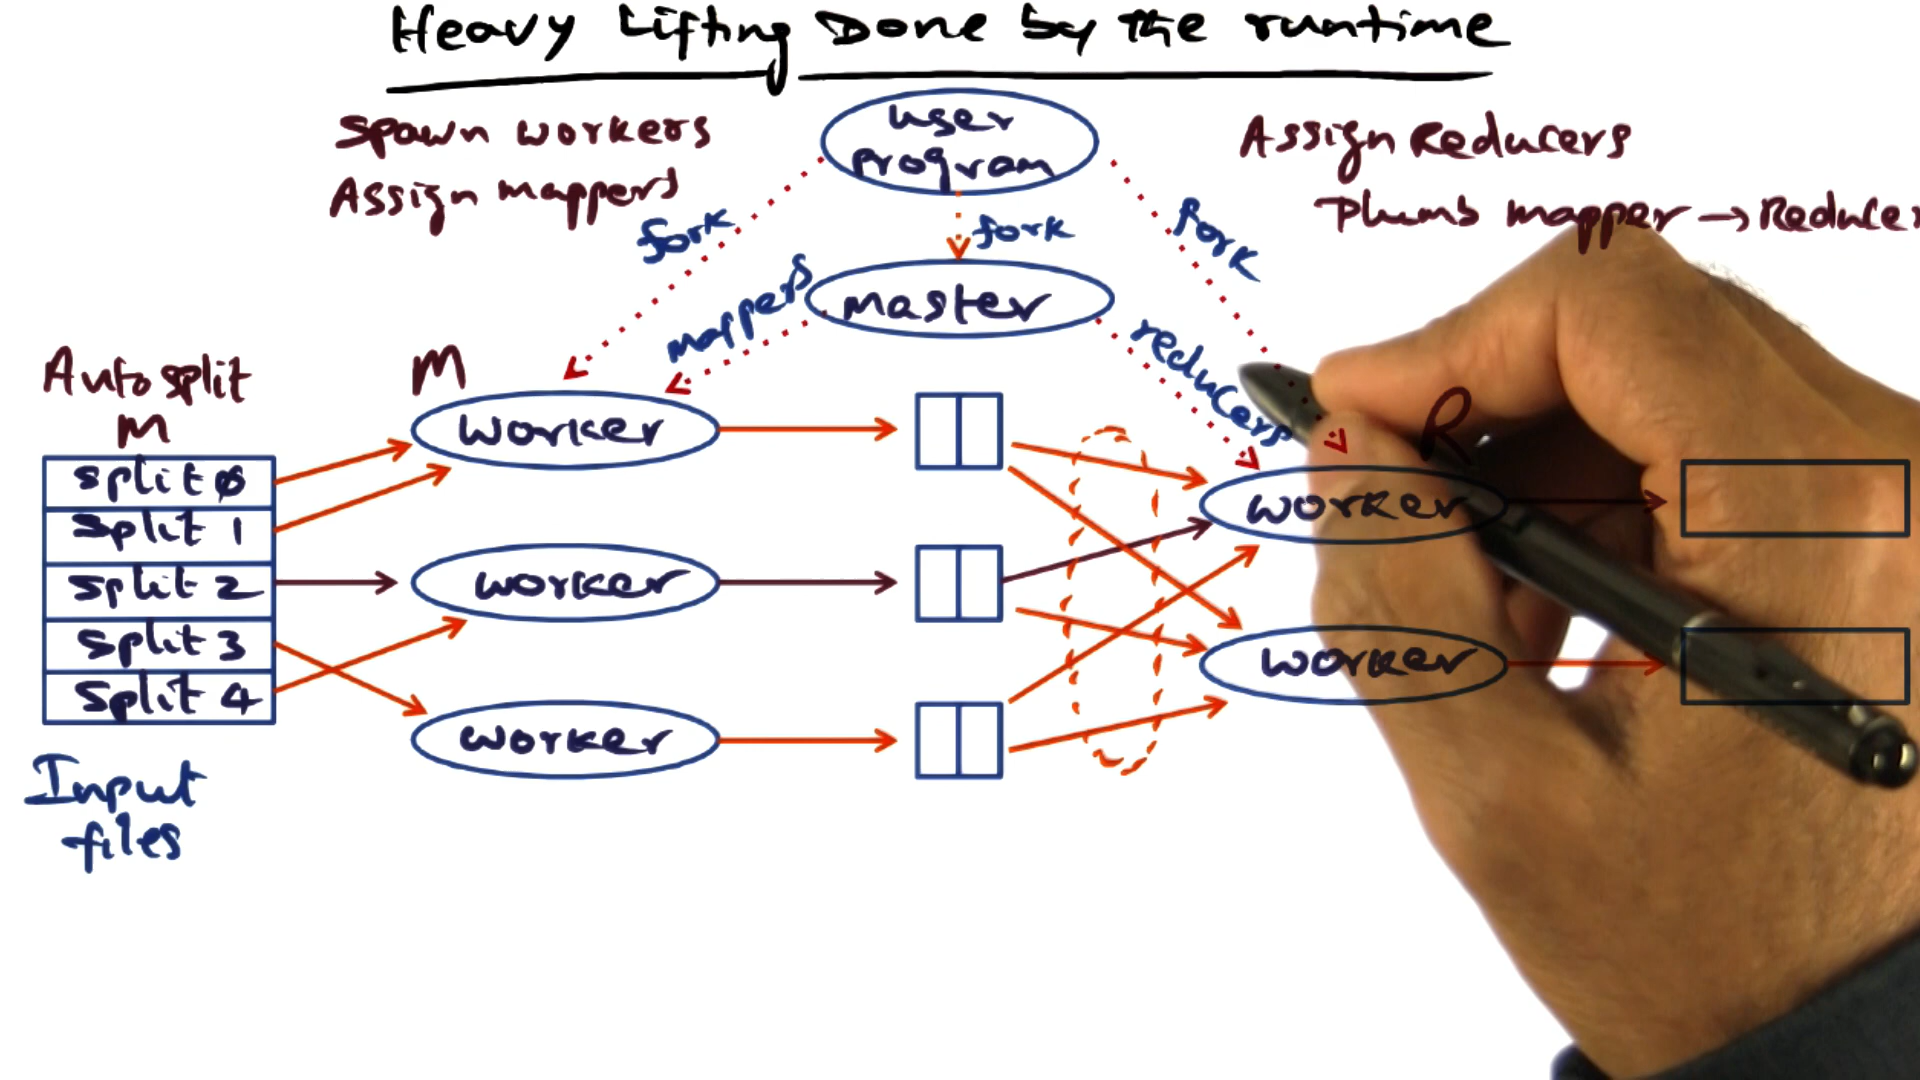 Heavy Lifting Done by the runtime
Spawn workers
Assign mappers
user
program
Assign Reducers
Plumb mapper → Reducer
fork
fork
fork
mappers
master
reducers
Auto split
M
M
R
split 0
split 1
split 2
split 3
split 4
worker
worker
worker
worker
worker
Input
files